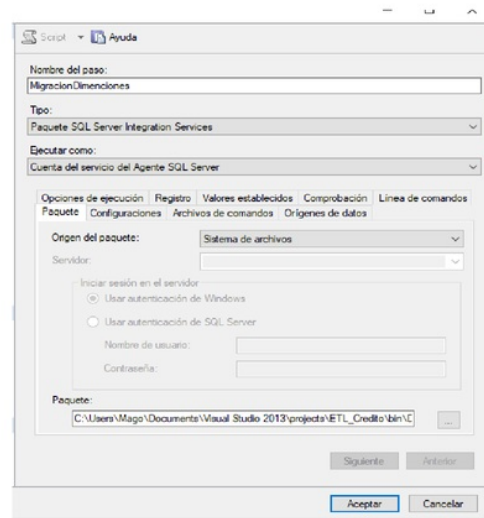 Script Ayuda
Nombre del paso:
MigracionDimenciones
Tipo:
Paquete SQL Server Integration Services
Ejecutar como:
Cuenta del servicio del Agente SQL Server
Opciones de ejecución Registro Valores establecidos Comprobación Línea de comandos
Paquete Configuraciones Archivos de comandos Orígenes de datos
Origen del paquete: Sistema de archivos
Servidor:
Iniciar sesión en el servidor
Usar autenticación de Windows
Usar autenticación de SQL Server
Nombre de usuario:
Contraseña:
Paquete:
C:\Users\Mago\Documents\Visual Studio 2013\projects\ETL_Credito\bin\D
...
Siguiente Anterior
Aceptar Cancelar